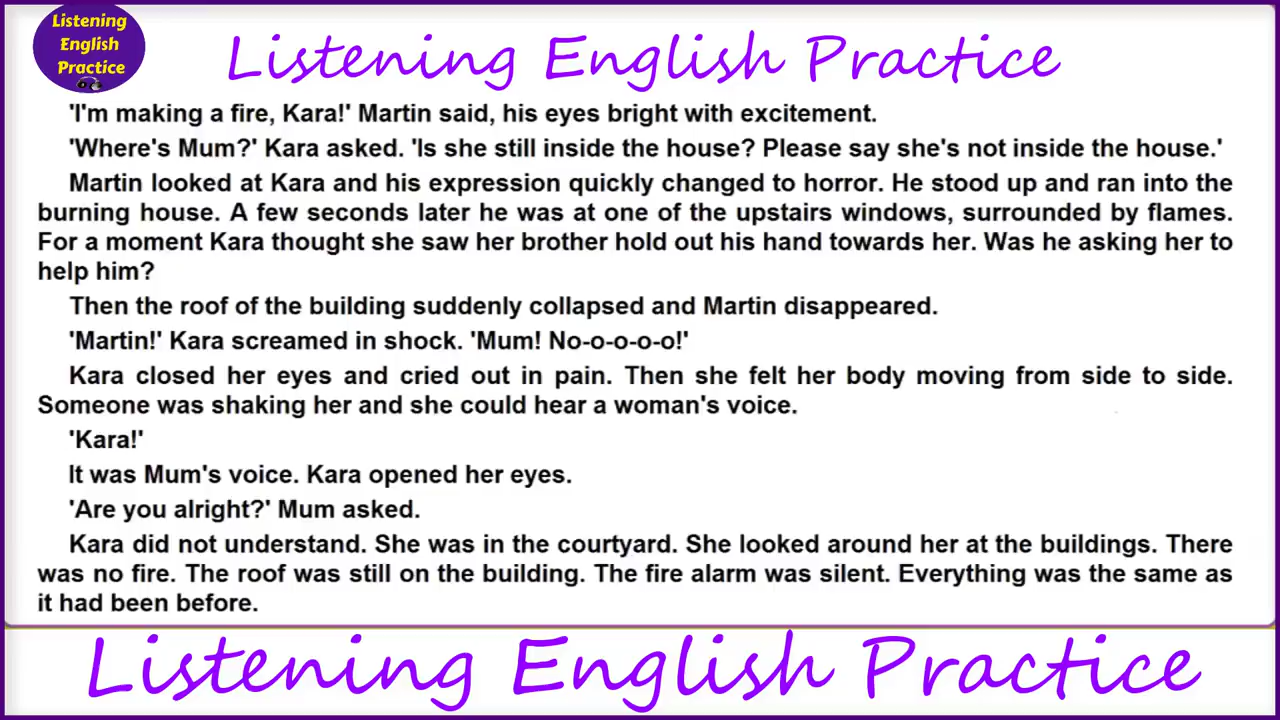 Listening
English
Practice
Listening English Practice
'I'm making a fire, Kara!' Martin said, his eyes bright with excitement.
'Where's Mum?' Kara asked. 'Is she still inside the house? Please say she's not inside the house.'
Martin looked at Kara and his expression quickly changed to horror. He stood up and ran into the
burning house. A few seconds later he was at one of the upstairs windows, surrounded by flames.
For a moment Kara thought she saw her brother hold out his hand towards her. Was he asking her to
help him?
Then the roof of the building suddenly collapsed and Martin disappeared.
'Martin!' Kara screamed in shock. 'Mum! No-o-o-o-o!'
Kara closed her eyes and cried out in pain. Then she felt her body moving from side to side.
Someone was shaking her and she could hear a woman's voice.
'Kara!'
It was Mum's voice. Kara opened her eyes.
'Are you alright?' Mum asked.
Kara did not understand. She was in the courtyard. She looked around her at the buildings. There
was no fire. The roof was still on the building. The fire alarm was silent. Everything was the same as
it had been before.
Listening English Practice